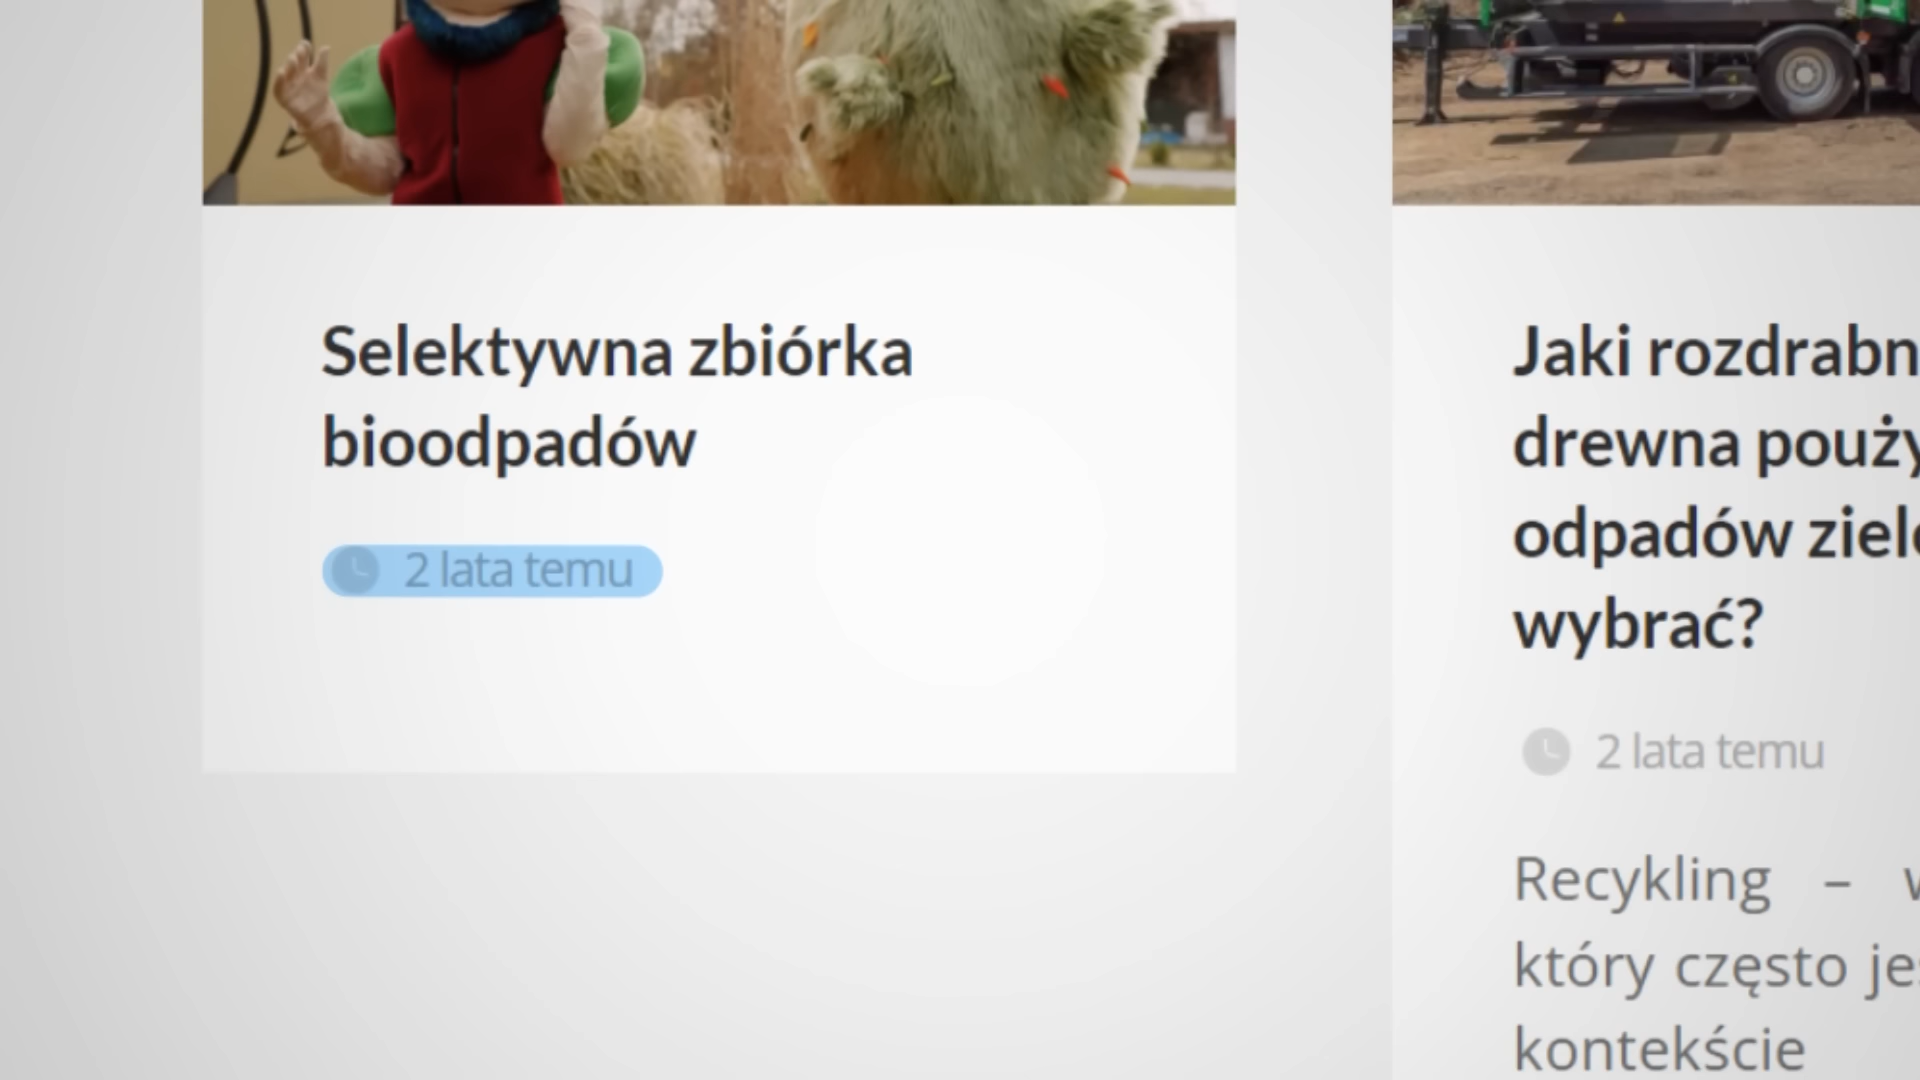 Selektywna zbiórka
bioodpadów
2 lata temu
Jaki rozdrabn
drewna pouży
odpadów ziel
wybrać?
2 lata temu
Recykling –
który często je
kontekście